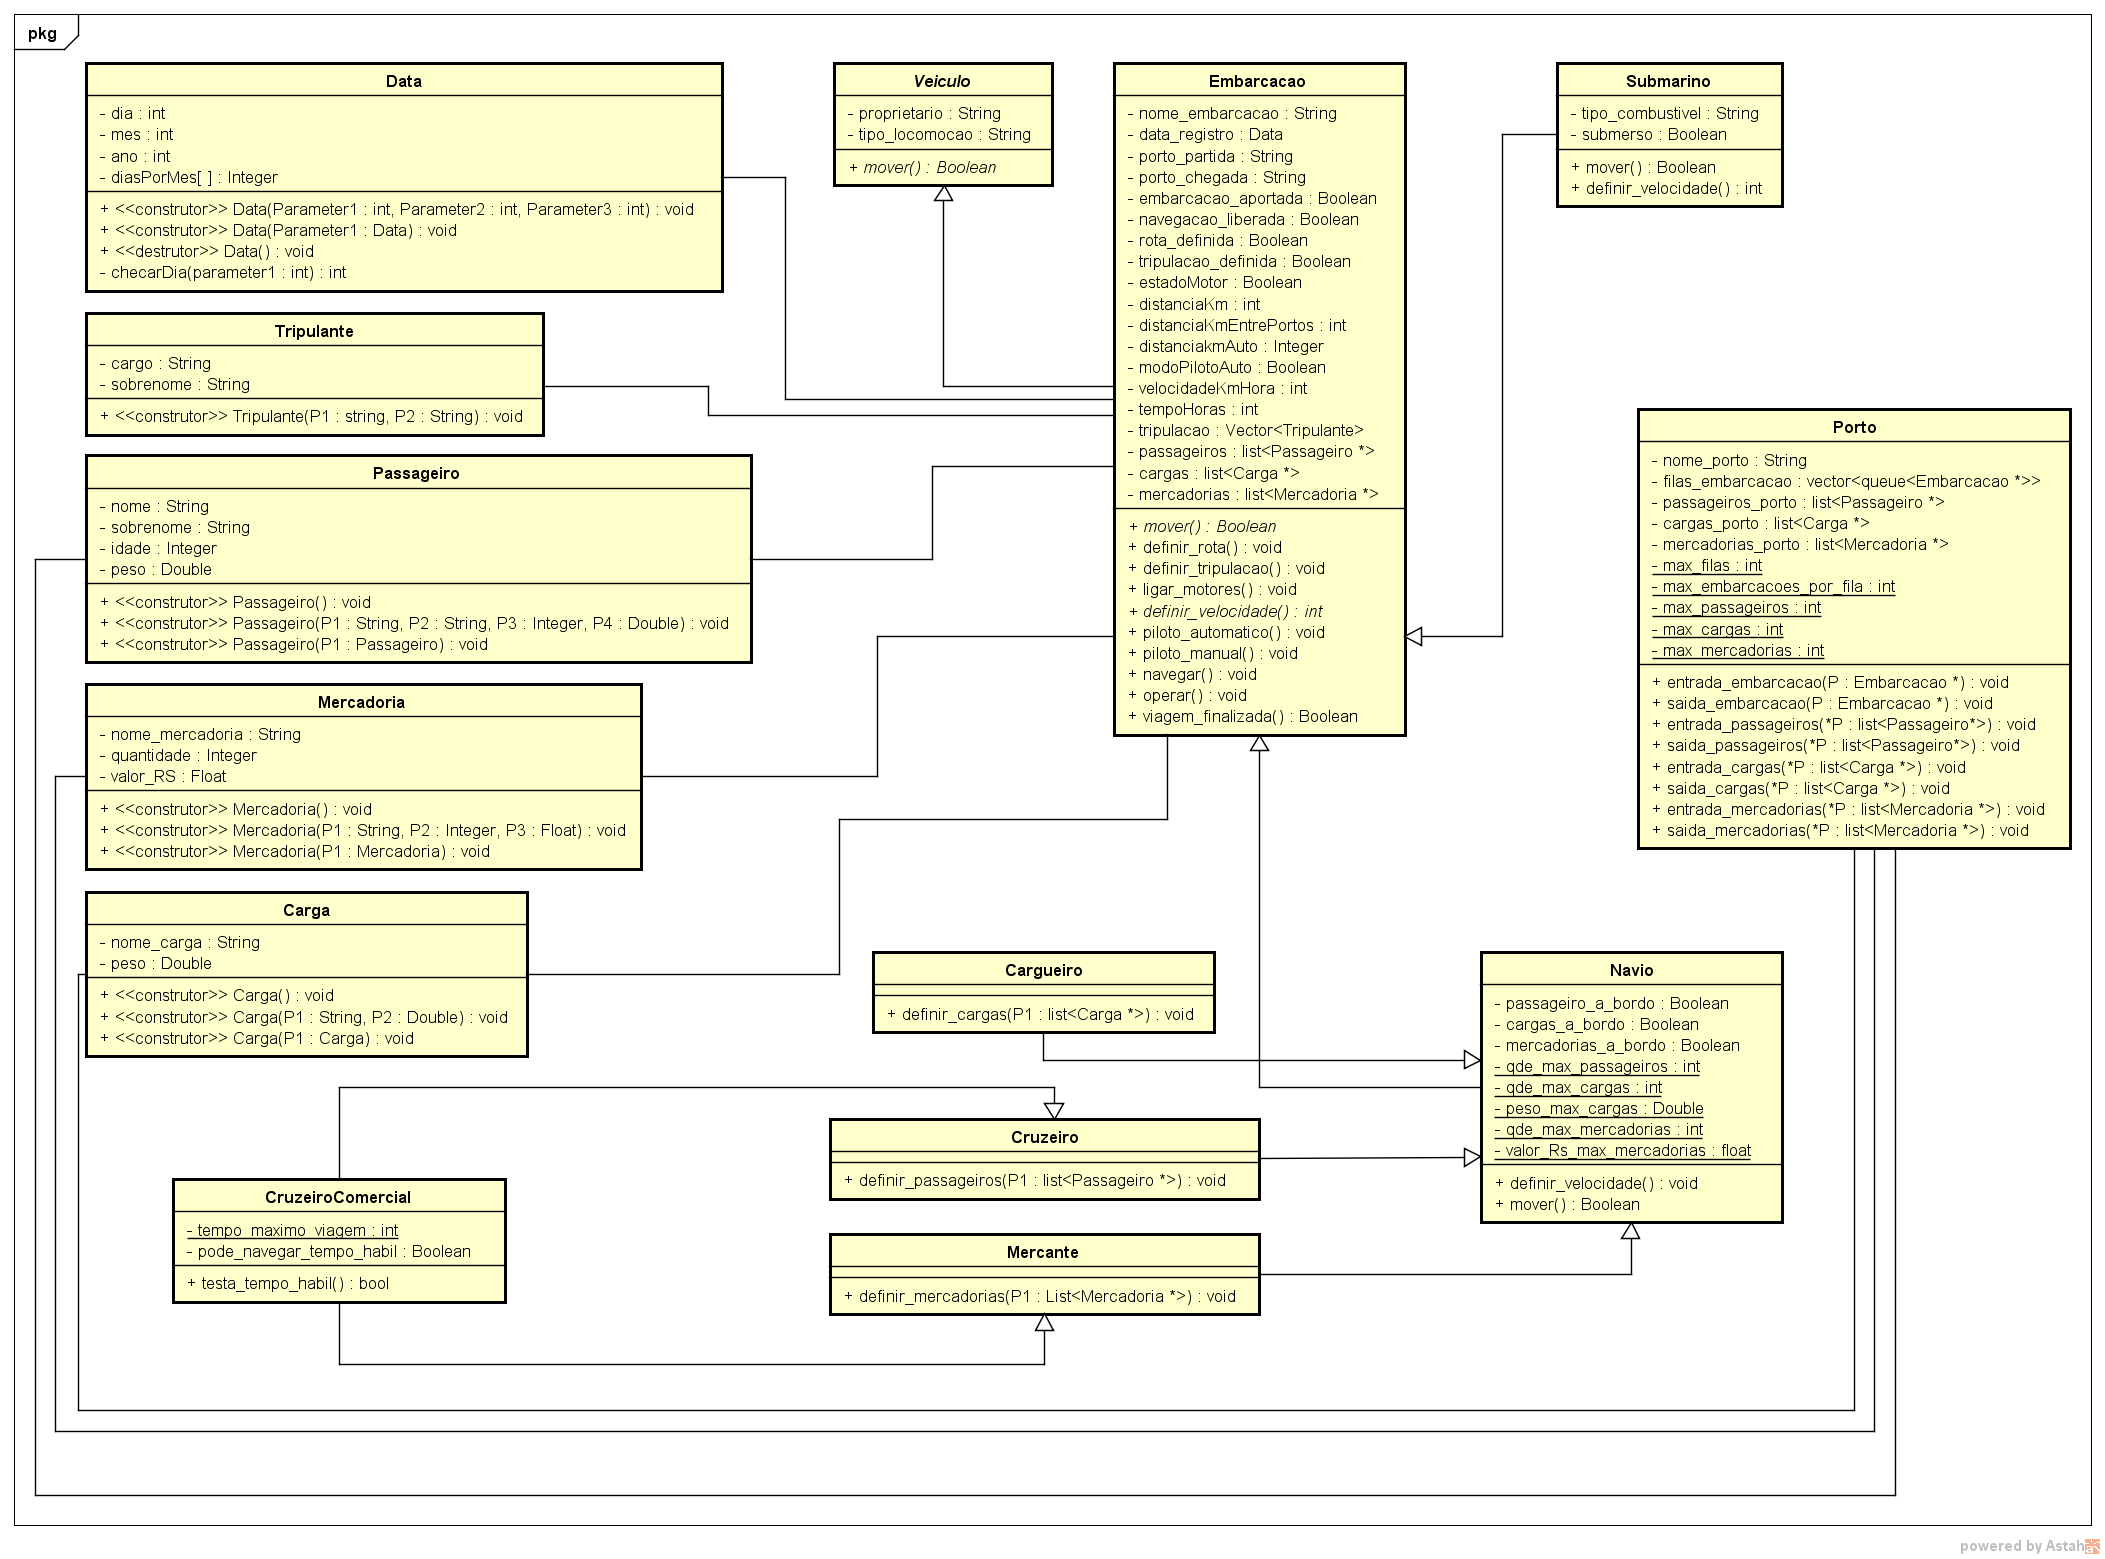 pkg
Data
- dia : int
- mes : int
- ano : int
- diasPorMes[ ] : Integer
+ <<construtor>> Data(Parameter1 : int, Parameter2 : int, Parameter3 : int) : void
+ <<construtor>> Data(Parameter1 : Data) : void
+ <<destrutor>> Data() : void
- checarDia(parameter1 : int) : int
Veiculo
- proprietario : String
- tipo_locomocao : String
+ mover() : Boolean
Embarcacao
- nome_embarcacao : String
- data_registro : Data
- porto_partida : String
- porto_chegada : String
- embarcacao_aportada : Boolean
- navegacao_liberada : Boolean
- rota_definida : Boolean
- tripulacao_definida : Boolean
- estadoMotor : Boolean
- distanciaKm : int
- distanciaKmEntrePortos : int
- distanciakmAuto : Integer
- modoPilotoAuto : Boolean
- velocidadeKmHora : int
- tempoHoras : int
- tripulacao : Vector<Tripulante>
- passageiros : list<Passageiro *>
- cargas : list<Carga *>
- mercadorias : list<Mercadoria *>
+ mover() : Boolean
+ definir_rota() : void
+ definir_tripulacao() : void
+ ligar_motores() : void
+ definir_velocidade() : int
+ piloto_automatico() : void
+ piloto_manual() : void
+ navegar() : void
+ operar() : void
+ viagem_finalizada() : Boolean
Submarino
- tipo_combustivel : String
- submerso : Boolean
+ mover() : Boolean
+ definir_velocidade() : int
Tripulante
- cargo : String
- sobrenome : String
+ <<construtor>> Tripulante(P1 : string, P2 : String) : void
Porto
- nome_porto : String
- filas_embarcacao : vector<queue<Embarcacao *>>
- passageiros_porto : list<Passageiro *>
- cargas_porto : list<Carga *>
- mercadorias_porto : list<Mercadoria *>
- max_filas : int
- max_embarcacoes_por_fila : int
- max_passageiros : int
- max_cargas : int
- max_mercadorias : int
+ entrada_embarcacao(P : Embarcacao *) : void
+ saida_embarcacao(P : Embarcacao *) : void
+ entrada_passageiros(*P : list<Passageiro*>) : void
+ saida_passageiros(*P : list<Passageiro*>) : void
+ entrada_cargas(*P : list<Carga *>) : void
+ saida_cargas(*P : list<Carga *>) : void
+ entrada_mercadorias(*P : list<Mercadoria *>) : void
+ saida_mercadorias(*P : list<Mercadoria *>) : void
Passageiro
- nome : String
- sobrenome : String
- idade : Integer
- peso : Double
+ <<construtor>> Passageiro() : void
+ <<construtor>> Passageiro(P1 : String, P2 : String, P3 : Integer, P4 : Double) : void
+ <<construtor>> Passageiro(P1 : Passageiro) : void
Mercadoria
- nome_mercadoria : String
- quantidade : Integer
- valor_RS : Float
+ <<construtor>> Mercadoria() : void
+ <<construtor>> Mercadoria(P1 : String, P2 : Integer, P3 : Float) : void
+ <<construtor>> Mercadoria(P1 : Mercadoria) : void
Carga
- nome_carga : String
- peso : Double
+ <<construtor>> Carga() : void
+ <<construtor>> Carga(P1 : String, P2 : Double) : void
+ <<construtor>> Carga(P1 : Carga) : void
Cargueiro
+ definir_cargas(P1 : list<Carga *>) : void
Navio
- passageiro_a_bordo : Boolean
- cargas_a_bordo : Boolean
- mercadorias_a_bordo : Boolean
- qde_max_passageiros : int
- qde_max_cargas : int
- peso_max_cargas : Double
- qde_max_mercadorias : int
- valor_Rs_max_mercadorias : float
+ definir_velocidade() : void
+ mover() : Boolean
Cruzeiro
+ definir_passageiros(P1 : list<Passageiro *>) : void
CruzeiroComercial
- tempo_maximo_viagem : int
- pode_navegar_tempo_habil : Boolean
+ testa_tempo_habil() : bool
Mercante
+ definir_mercadorias(P1 : List<Mercadoria *>) : void
powered by Astah